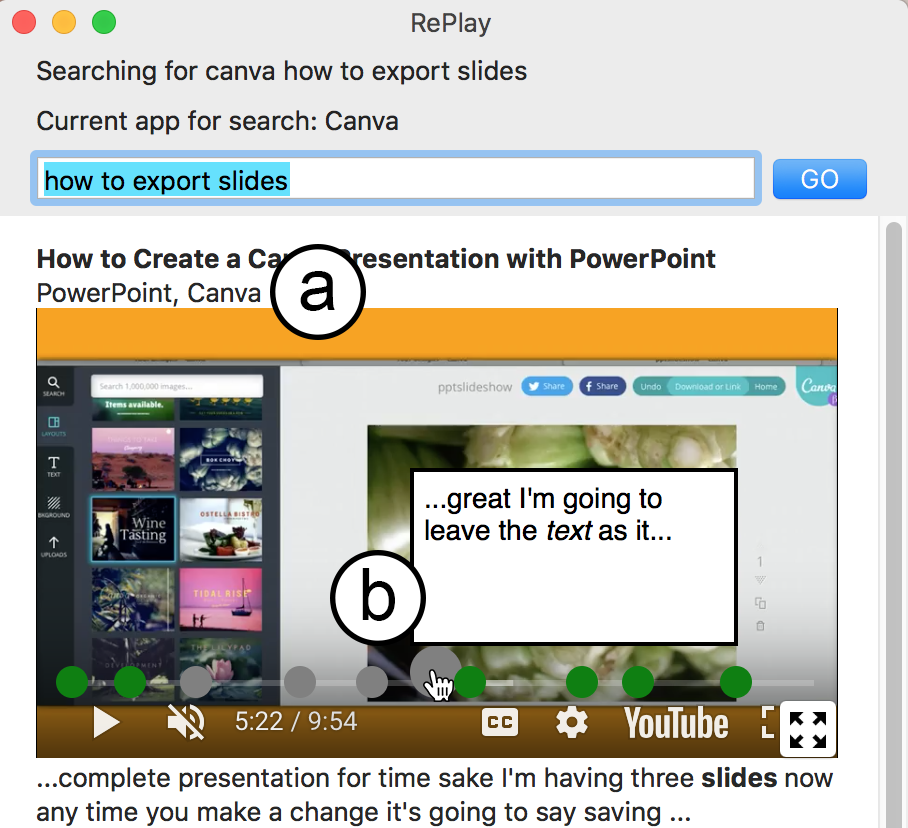 RePlay
Searching for canva how to export slides
Current app for search: Canva
how to export slides
GO
How to Create a Ca Presentation with PowerPoint
PowerPoint, Canva
a
Search 1,000,000 images...
SEARCH
pptslideshow
Share
Share
Undo
Download or Link
Home
Canva
Items available.
LAYOUTS
TEXT
BKGROUND
UPLOADS
BOK CHOY
OSTELLA BISTRO
Wine
Tasting
TIDAL RISE
THE LILYPAD
DEVELOPMENT
...great I'm going to
leave the text as it...
1
b
5:22 / 9:54
CC
YouTube
...complete presentation for time sake I'm having three slides now
any time you make a change it's going to say saving ...